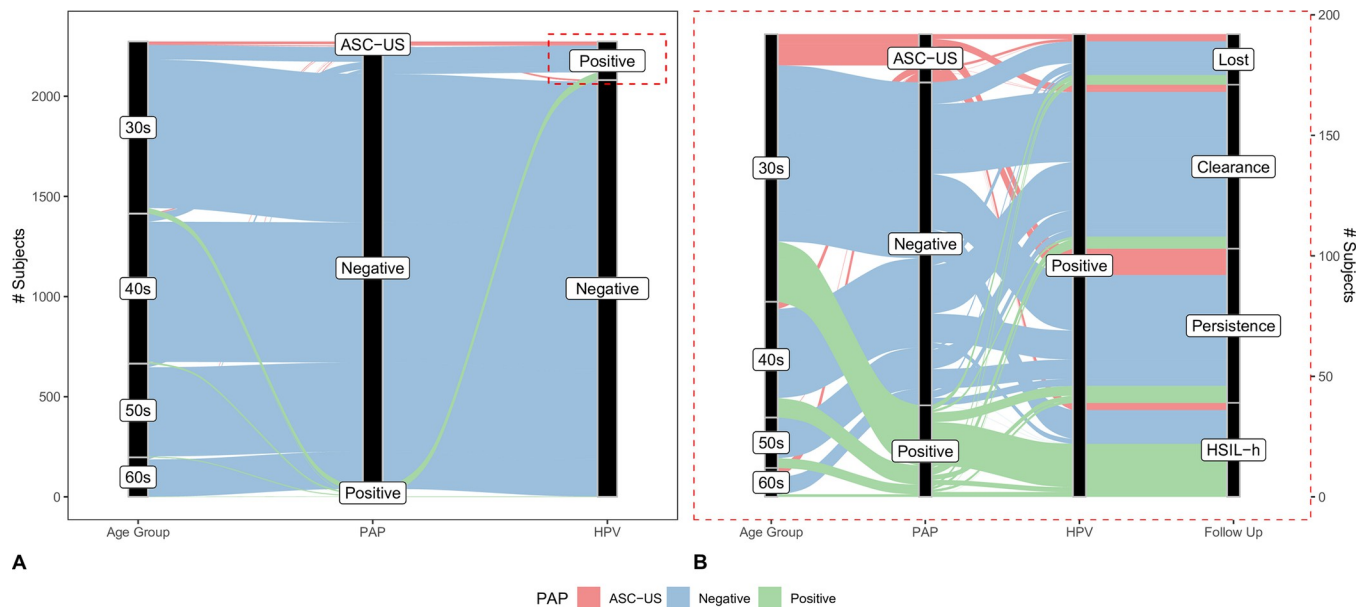 # Subjects
2000
1500
1000
500
0
30s
40s
50s
60s
ASC−US
Negative
Positive
Positive
Negative
Age Group
PAP
HPV
A
30s
40s
50s
60s
ASC−US
Negative
Positive
Positive
Lost
Clearance
Persistence
HSIL−h
200
150
100
50
0
# Subjects
Age Group
PAP
HPV
Follow Up
B
PAP ASC−US Negative Positive